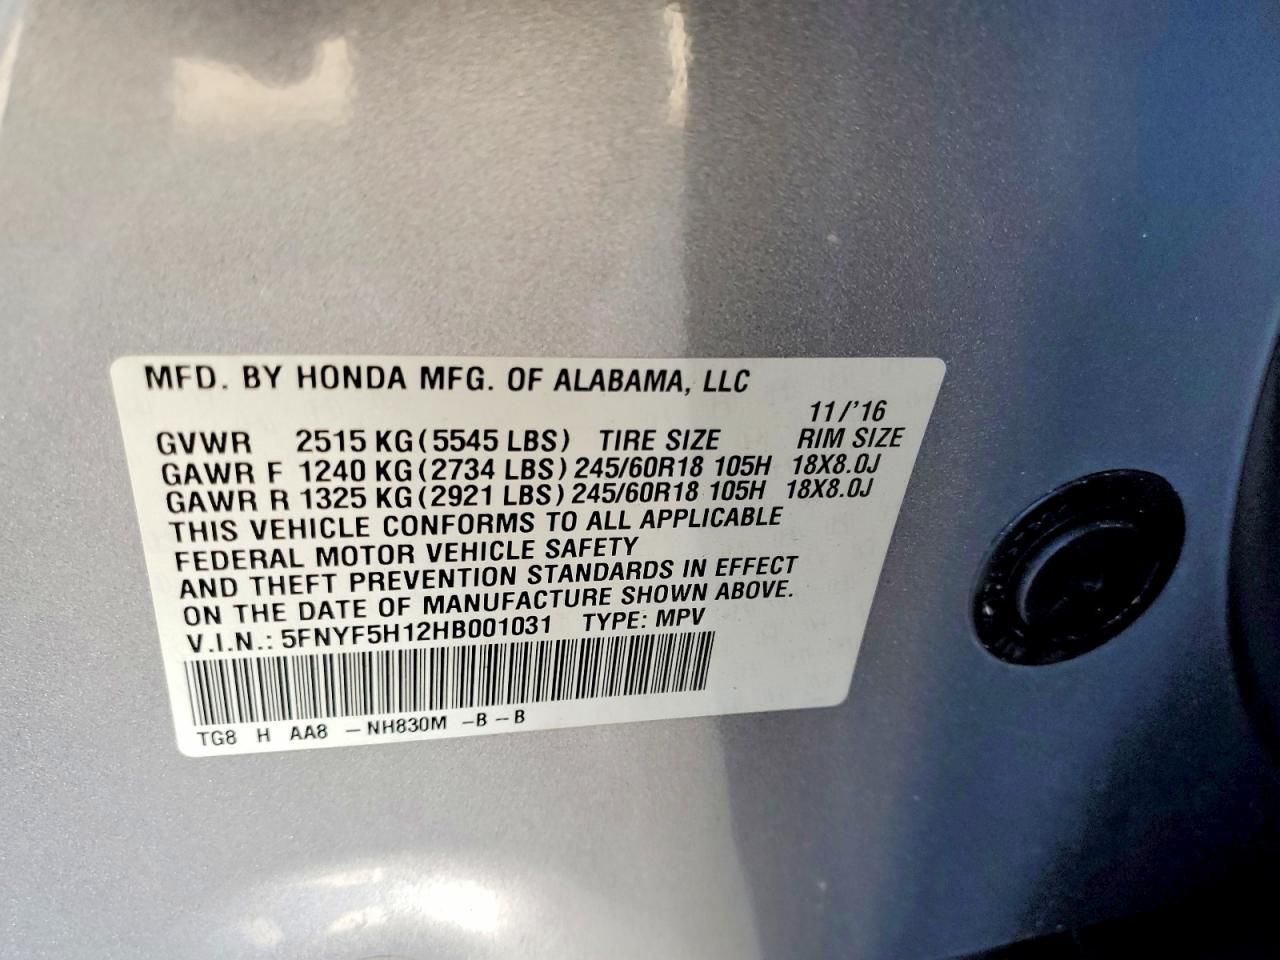 MFD. BY HONDA MFG. OF ALABAMA, LLC
11/'16
GVWR 2515 KG(5545 LBS) TIRE SIZE RIM SIZE
GAWR F 1240 KG(2734 LBS) 245/60R18 105H 18X8.0J
GAWR R 1325 KG(2921 LBS) 245/60R18 105H 18X8.0J
THIS VEHICLE CONFORMS TO ALL APPLICABLE
FEDERAL MOTOR VEHICLE SAFETY
AND THEFT PREVENTION STANDARDS IN EFFECT
ON THE DATE OF MANUFACTURE SHOWN ABOVE.
V.I.N.: 5FNYF5H12HB001031 TYPE: MPV
TG8 H AA8 -NH830M -B -B